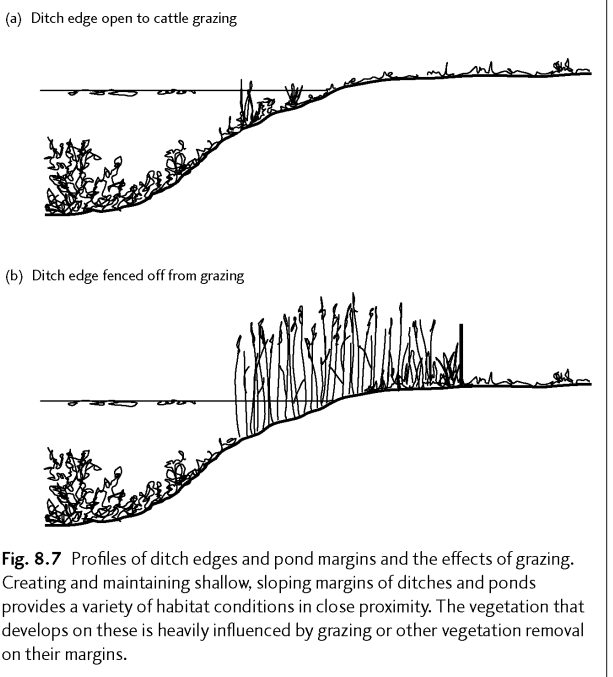 (a) Ditch edge open to cattle grazing
(b) Ditch edge fenced off from grazing
Fig. 8.7 Profiles of ditch edges and pond margins and the effects of grazing.
Creating and maintaining shallow, sloping margins of ditches and ponds
provides a variety of habitat conditions in close proximity. The vegetation that
develops on these is heavily influenced by grazing or other vegetation removal
on their margins.